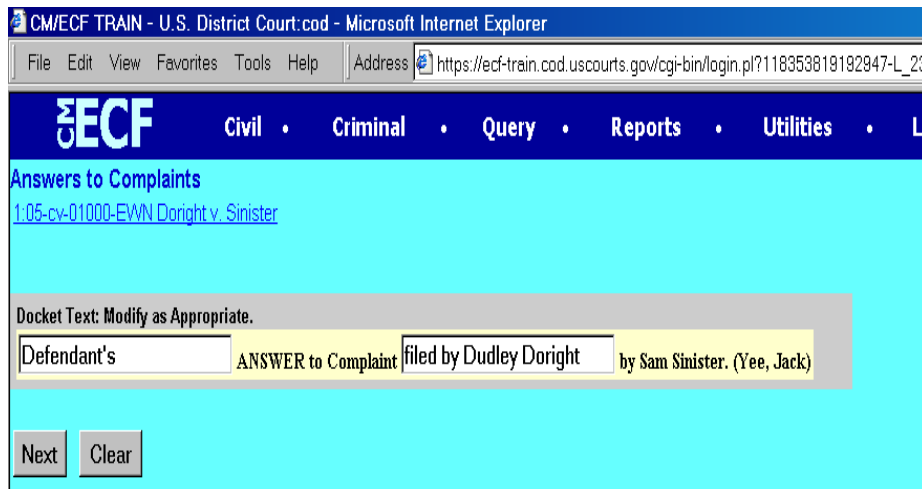 CM/ECF TRAIN - U.S. District Court:cod - Microsoft Internet Explorer
File Edit View Favorites Tools Help Address https://ecf-train.cod.uscourts.gov/cgi-bin/login.pl?118353819192947-L_23
CM ECF Civil • Criminal • Query • Reports • Utilities • L
Answers to Complaints
1:05-cv-01000-EWN Doright v. Sinister
Docket Text: Modify as Appropriate.
Defendant's ANSWER to Complaint filed by Dudley Doright by Sam Sinister. (Yee, Jack)
Next Clear